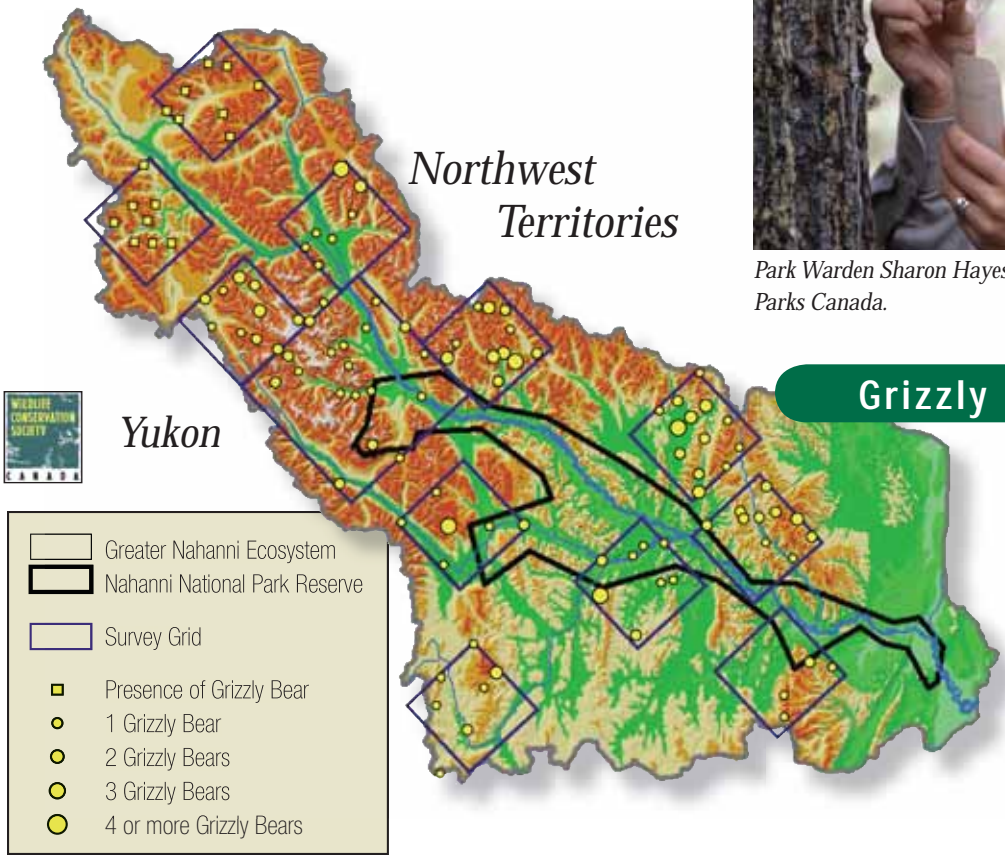 Northwest
Territories
Park Warden Sharon Hayes
Parks Canada.
Grizzly
WILDLIFE
CONSERVATION
SOCIETY
CANADA
Yukon
Greater Nahanni Ecosystem
Nahanni National Park Reserve
Survey Grid
Presence of Grizzly Bear
1 Grizzly Bear
2 Grizzly Bears
3 Grizzly Bears
4 or more Grizzly Bears